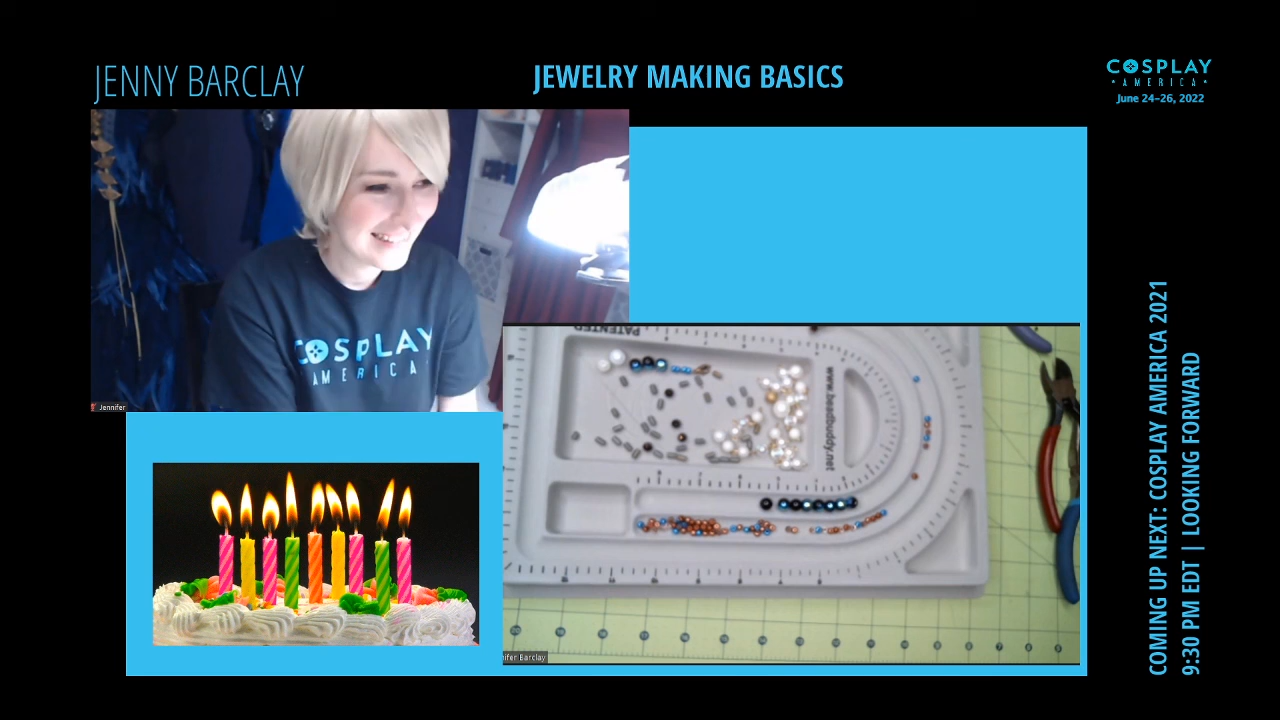 JENNY BARCLAY
JEWELRY MAKING BASICS
COSPLAY
AMERICA
June 24-26, 2022
COSPLAY
AMERICA
Jennifer
PATENTED
www.beadbuddy.net
nifer Barclay
COMING UP NEXT: COSPLAY AMERICA 2021
9:30 PM EDT | LOOKING FORWARD